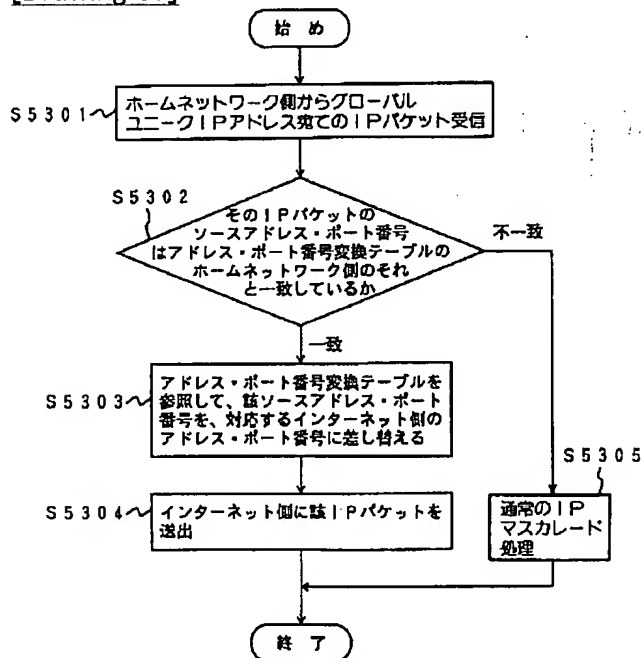 始 め
S5301
ホームネットワーク側からグローバル
ユニークIPアドレス宛てのIPパケット受信
S5302
そのIPパケットの
ソースアドレス・ポート番号
はアドレス・ポート番号変換テーブルの
ホームネットワーク側のそれ
と一致しているか
不一致
一致
S5303
アドレス・ポート番号変換テーブルを
参照して、該ソースアドレス・ポート
番号を、対応するインターネット側の
アドレス・ポート番号に差し替える
S5304
インターネット側に該IPパケットを
送出
S5305
通常のIP
マスカレード
処理
終 了